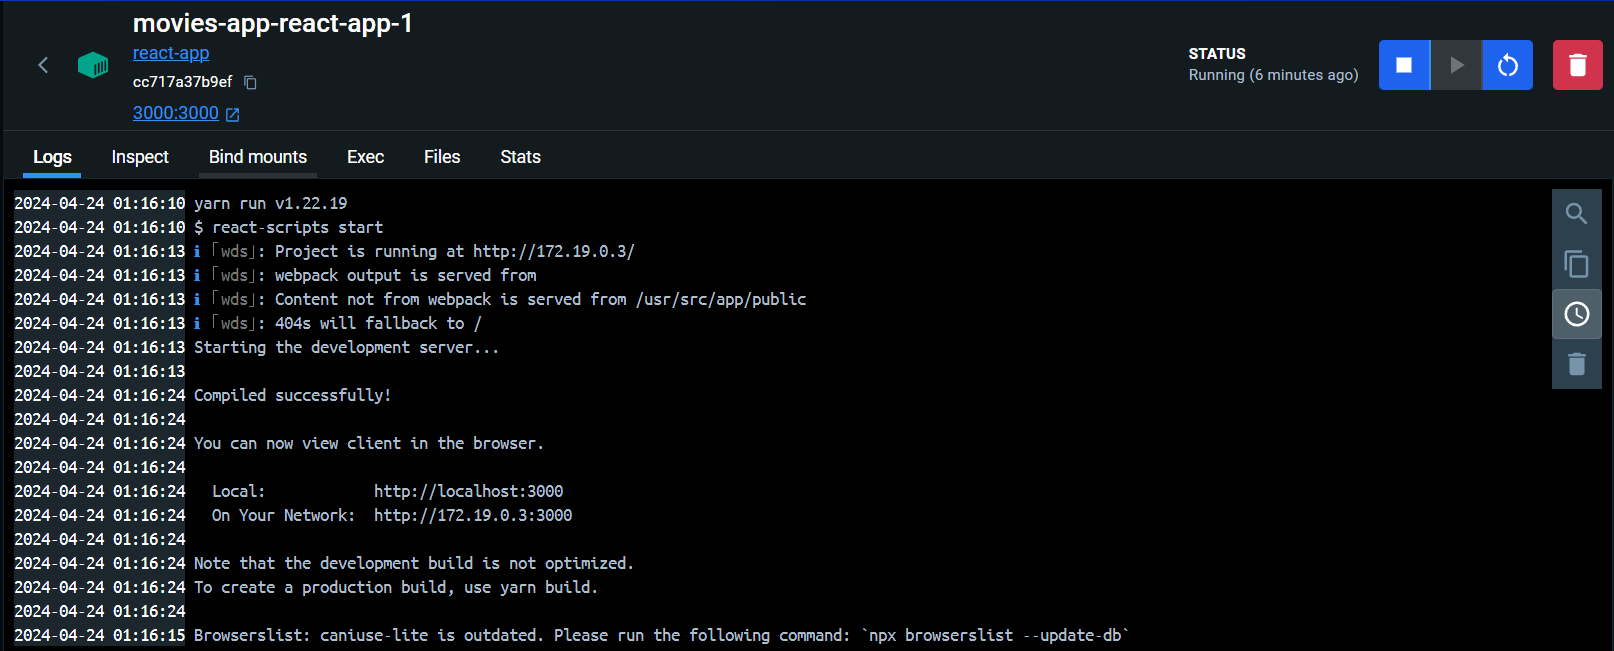 movies-app-react-app-1
react-app
cc717a37b9ef
3000:3000
STATUS
Running (6 minutes ago)
Logs Inspect Bind mounts Exec Files Stats
2024-04-24 01:16:10 yarn run v1.22.19
2024-04-24 01:16:10 $ react-scripts start
2024-04-24 01:16:13 ℹ ｢wds｣: Project is running at http://172.19.0.3/
2024-04-24 01:16:13 ℹ ｢wds｣: webpack output is served from
2024-04-24 01:16:13 ℹ ｢wds｣: Content not from webpack is served from /usr/src/app/public
2024-04-24 01:16:13 ℹ ｢wds｣: 404s will fallback to /
2024-04-24 01:16:13 Starting the development server...
2024-04-24 01:16:13
2024-04-24 01:16:24 Compiled successfully!
2024-04-24 01:16:24
2024-04-24 01:16:24 You can now view client in the browser.
2024-04-24 01:16:24
2024-04-24 01:16:24   Local:            http://localhost:3000
2024-04-24 01:16:24   On Your Network:  http://172.19.0.3:3000
2024-04-24 01:16:24
2024-04-24 01:16:24 Note that the development build is not optimized.
2024-04-24 01:16:24 To create a production build, use yarn build.
2024-04-24 01:16:24
2024-04-24 01:16:15 Browserslist: caniuse-lite is outdated. Please run the following command: `npx browserslist --update-db`